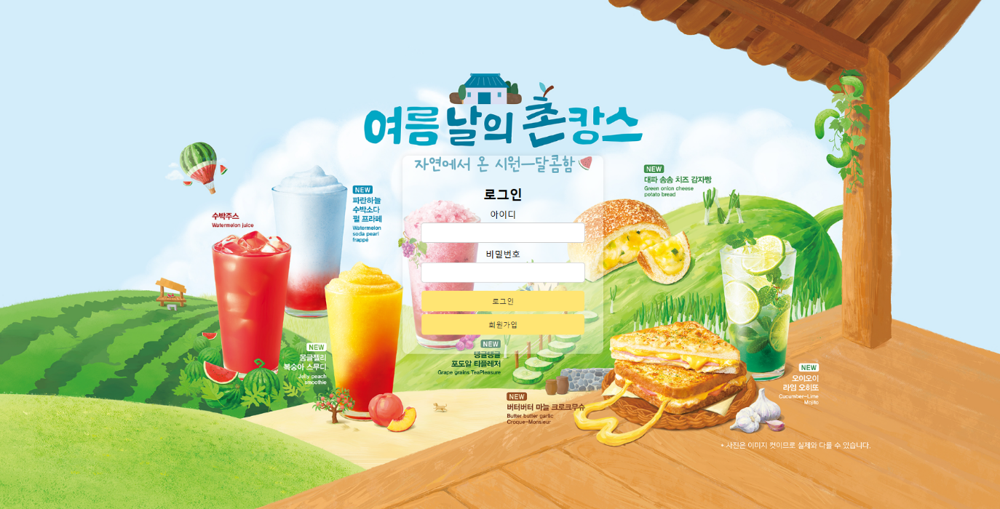 여름날의 촌캉스
자연에서 온 시원-달콤함
로그인
아이디
비밀번호
로그인
회원가입
수박주스
Watermelon juice
NEW
파란하늘
수박소다
펄 프라페
Watermelon
soda pearl
frappé
NEW
대파 송송 치즈 감자빵
Green onion cheese
potato bread
NEW
몽글젤리
복숭아 스무디
Jelly peach
smoothie
NEW
탱글탱글
포도알 티플레저
Grape grains TeaPleasure
NEW
버터버터 마늘 크로크무슈
Butter butter garlic
Croque-Monsieur
NEW
오이오이
라임 오히또
Cucumber-Lime
Mojito
* 사진은 이미지 컷이므로 실제와 다를 수 있습니다.